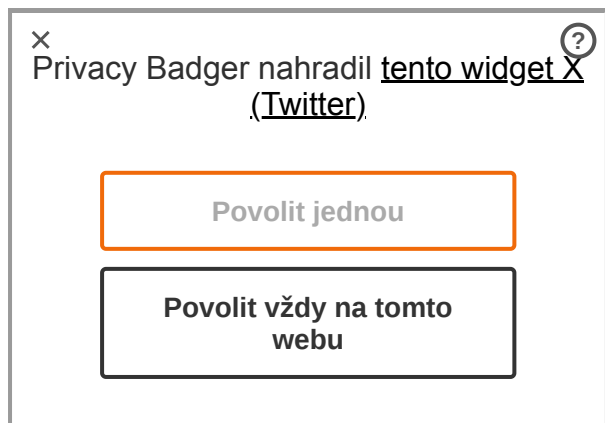 ×
?
Privacy Badger nahradil tento widget X
(Twitter)
Povolit jednou
Povolit vždy na tomto
webu